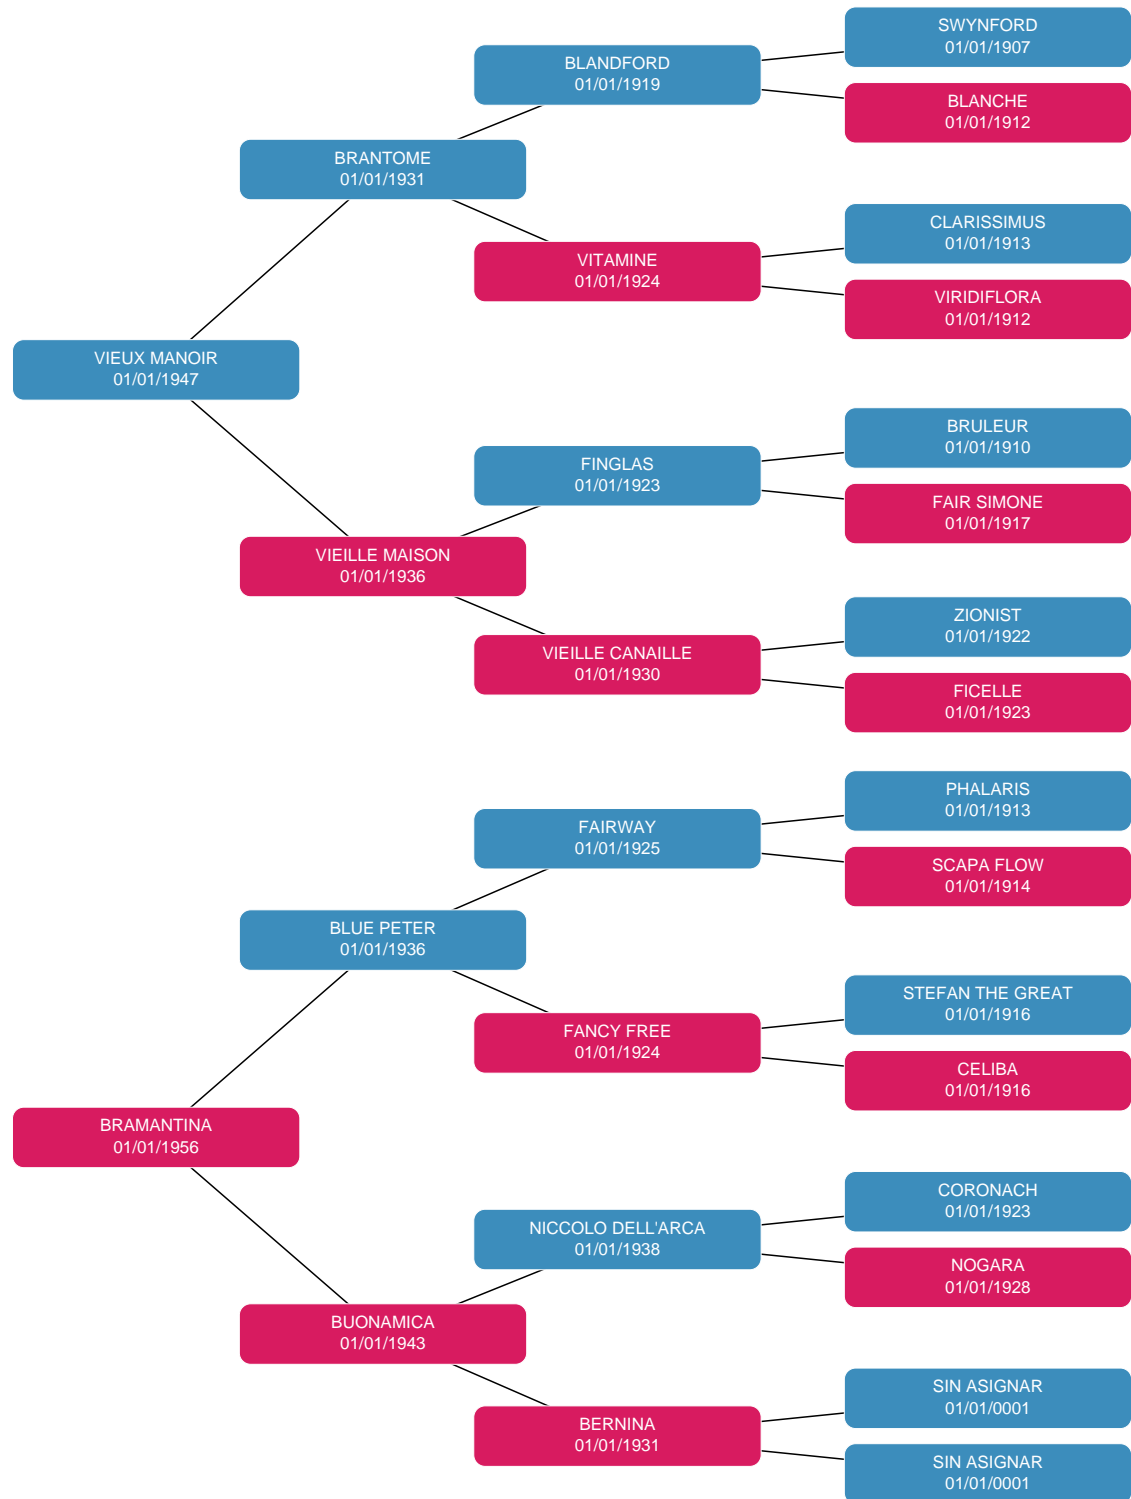 SWYNFORD
01/01/1907
BLANDFORD
01/01/1919
BLANCHE
01/01/1912
BRANTOME
01/01/1931
CLARISSIMUS
01/01/1913
VITAMINE
01/01/1924
VIRIDIFLORA
01/01/1912
VIEUX MANOIR
01/01/1947
BRULEUR
01/01/1910
FINGLAS
01/01/1923
FAIR SIMONE
01/01/1917
VIEILLE MAISON
01/01/1936
ZIONIST
01/01/1922
VIEILLE CANAILLE
01/01/1930
FICELLE
01/01/1923
PHALARIS
01/01/1913
FAIRWAY
01/01/1925
SCAPA FLOW
01/01/1914
BLUE PETER
01/01/1936
STEFAN THE GREAT
01/01/1916
FANCY FREE
01/01/1924
CELIBA
01/01/1916
BRAMANTINA
01/01/1956
CORONACH
01/01/1923
NICCOLO DELL'ARCA
01/01/1938
NOGARA
01/01/1928
BUONAMICA
01/01/1943
SIN ASIGNAR
01/01/0001
BERNINA
01/01/1931
SIN ASIGNAR
01/01/0001